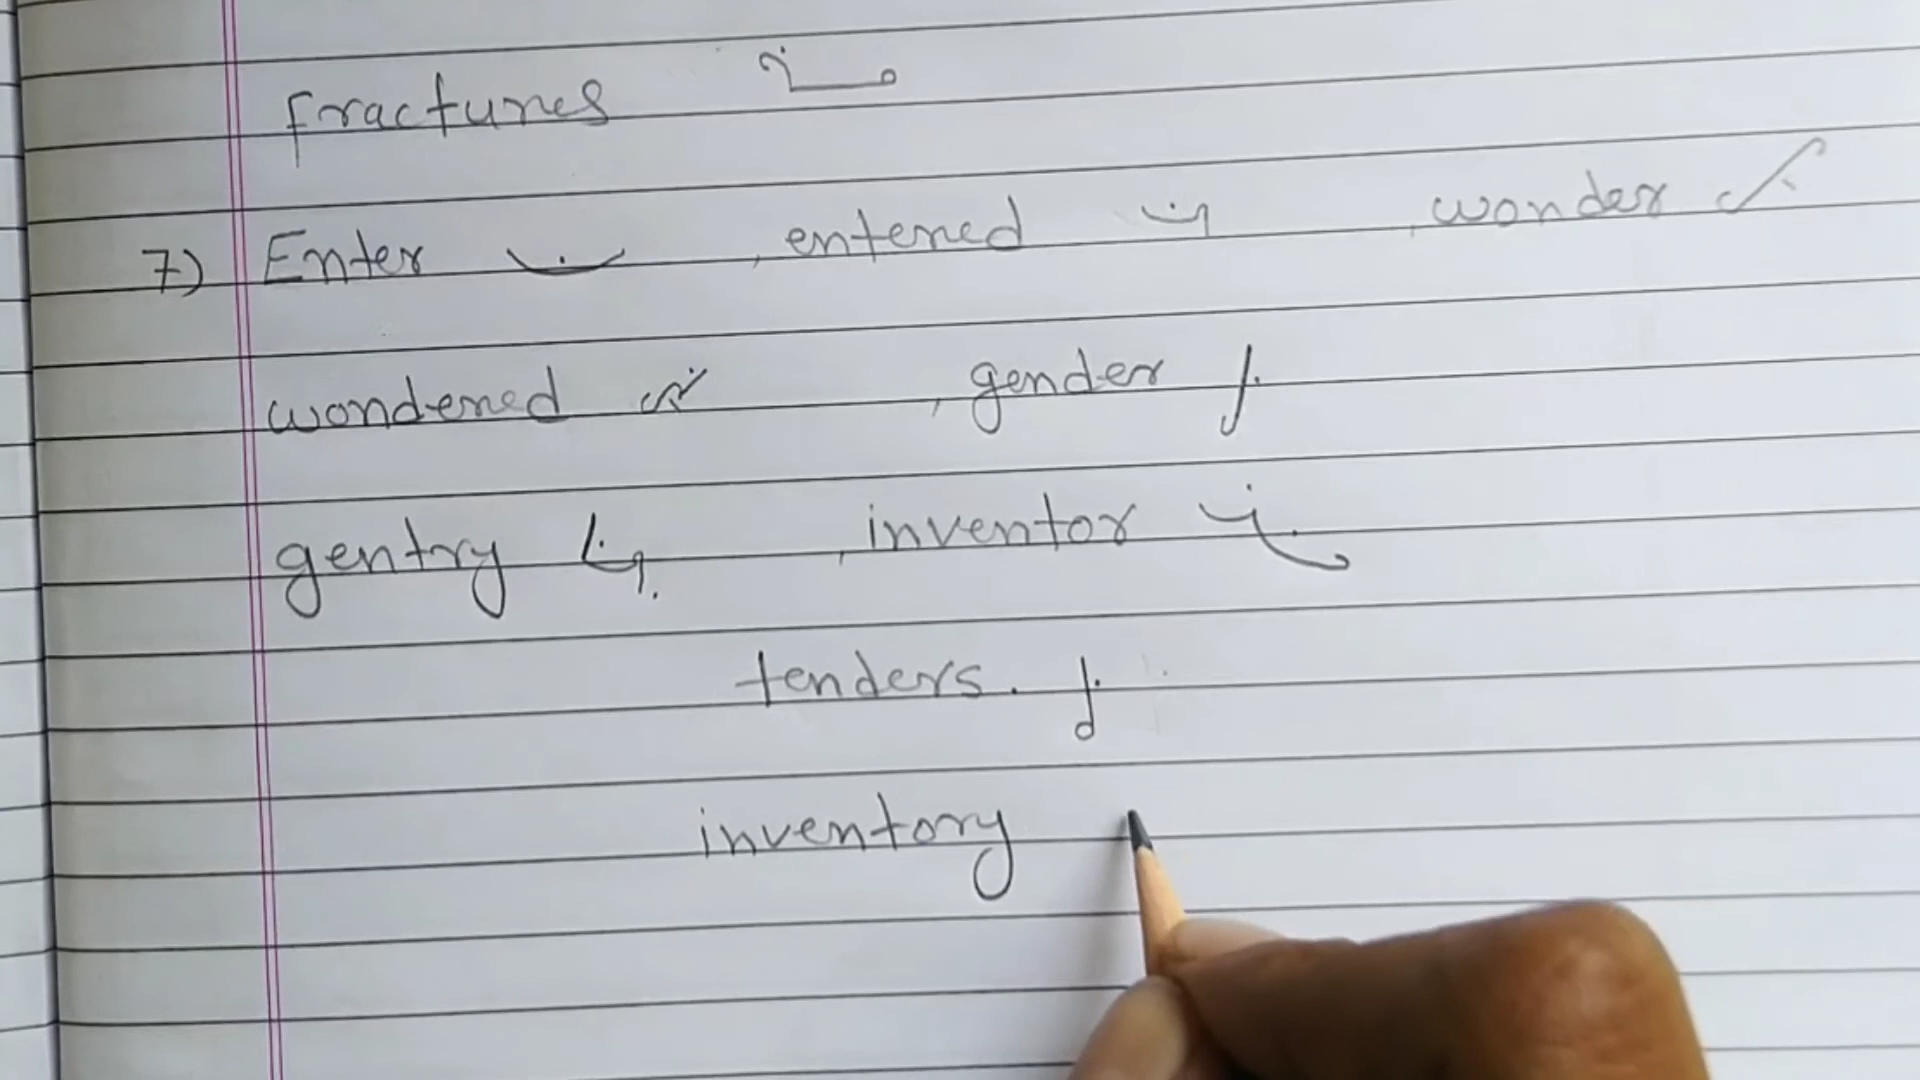 fractures
7) Enter , entered , wonder
wondered , gender
gentry , inventor
tenders.
inventory